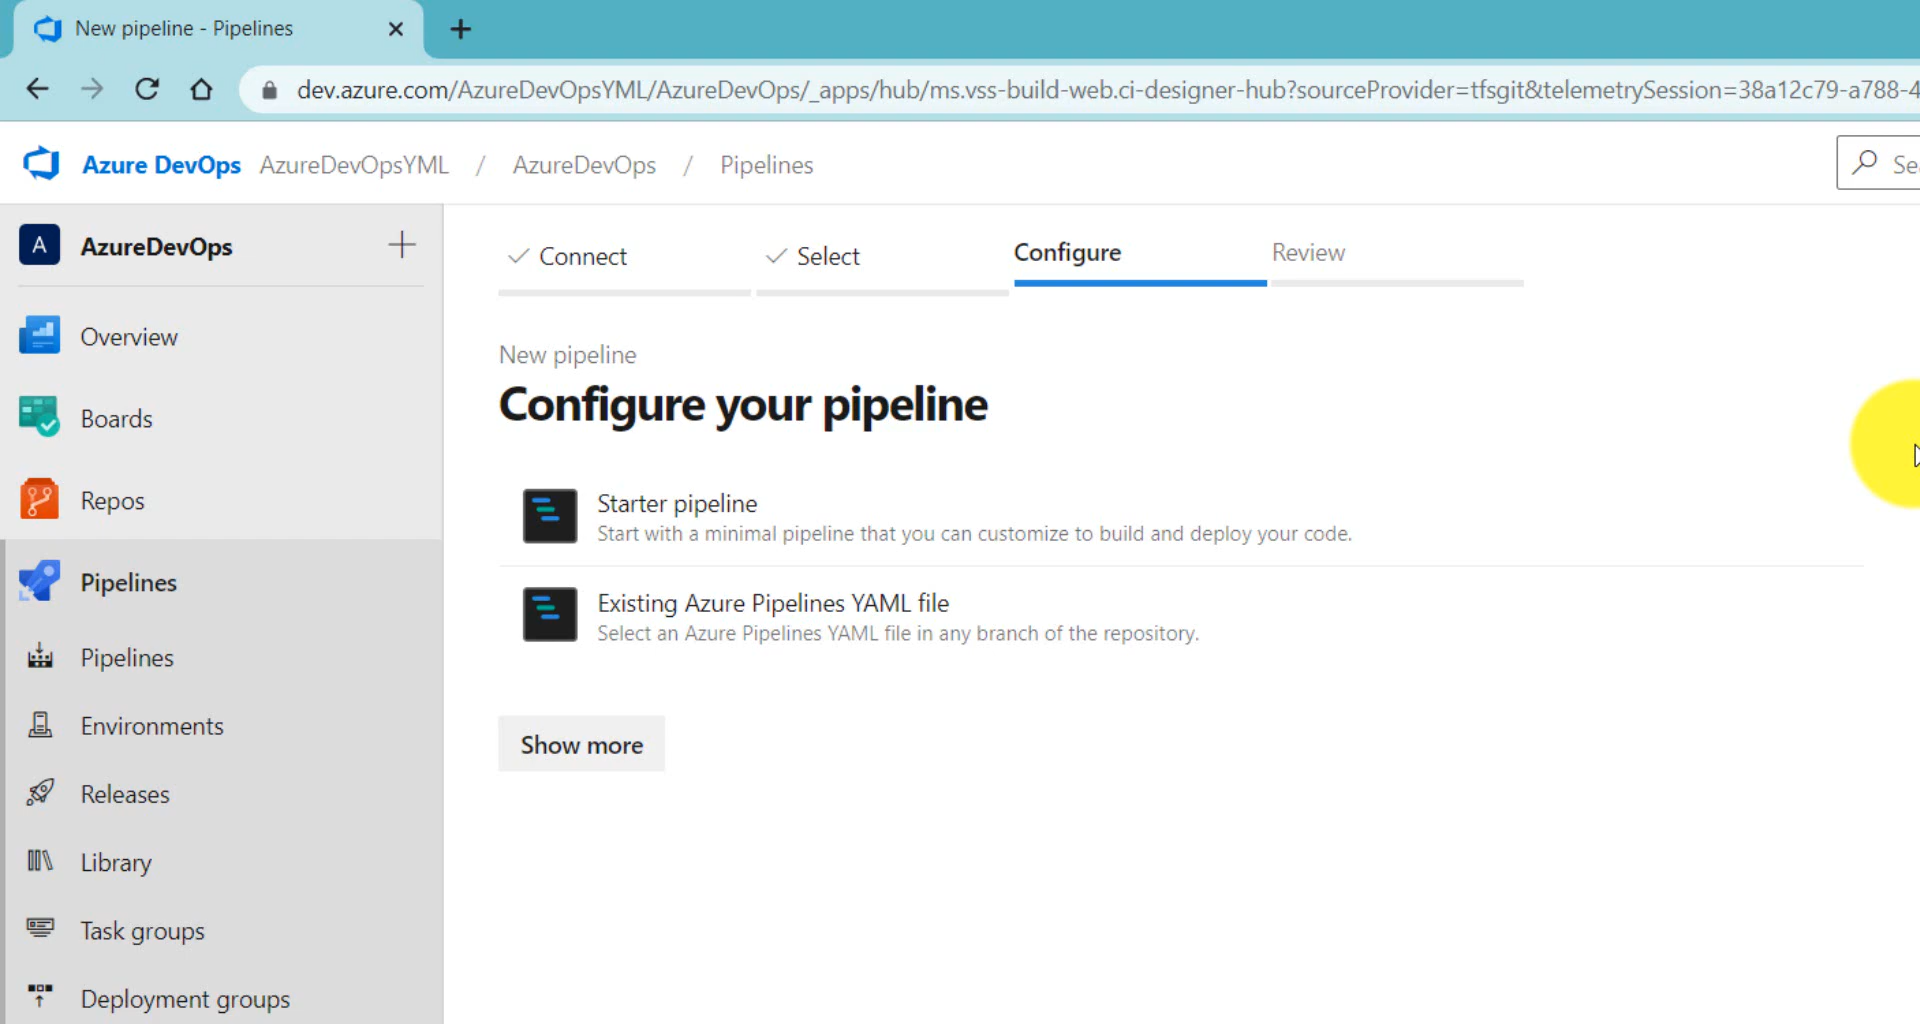 New pipeline - Pipelines
dev.azure.com/AzureDevOpsYML/AzureDevOps/_apps/hub/ms.vss-build-web.ci-designer-hub?sourceProvider=tfsgit&telemetrySession=38a12c79-a788-4
Azure DevOps AzureDevOpsYML / AzureDevOps / Pipelines
Sea
A AzureDevOps
Connect Select Configure Review
Overview
New pipeline
Configure your pipeline
Boards
Repos
Starter pipeline
Start with a minimal pipeline that you can customize to build and deploy your code.
Pipelines
Existing Azure Pipelines YAML file
Select an Azure Pipelines YAML file in any branch of the repository.
Pipelines
Environments
Show more
Releases
Library
Task groups
Deployment groups